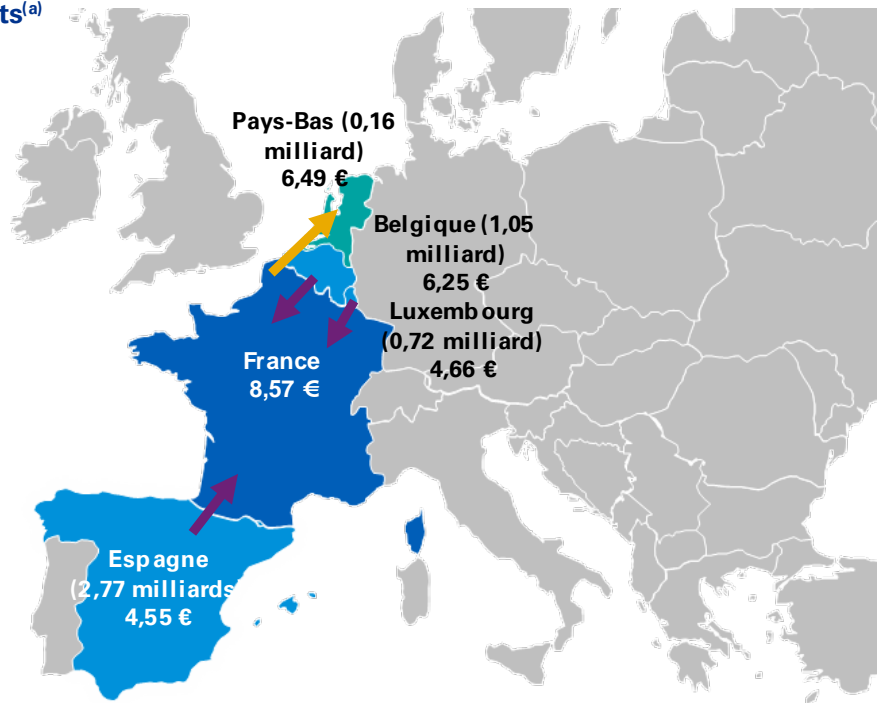 ts(a)
Pays-Bas (0,16
milliard)
6,49 €
Belgique (1,05
milliard)
6,25 €
Luxembourg
(0,72 milliard)
4,66 €
France
8,57 €
Espagne
(2,77 milliards
4,55 €